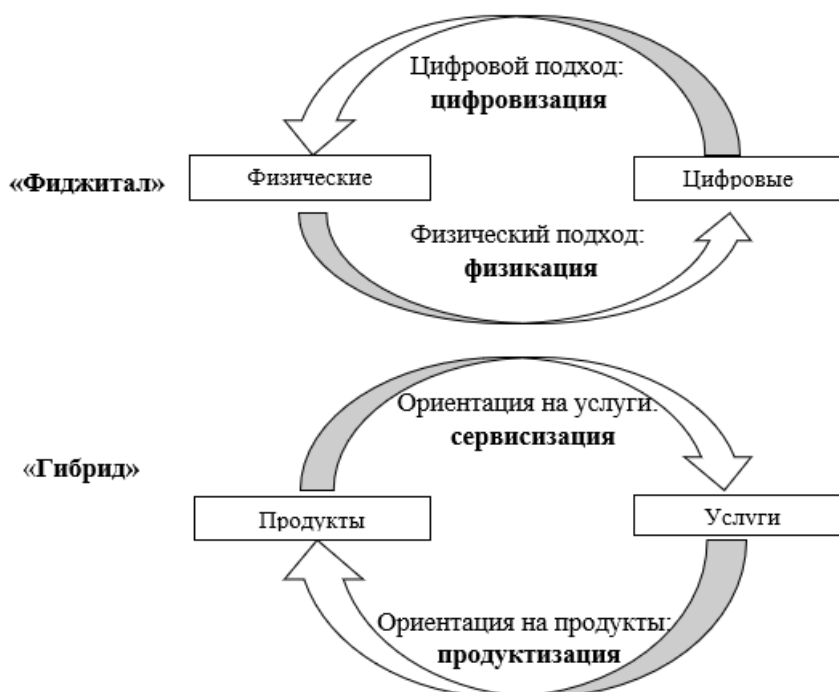 Цифровой подход:
цифровизация
«Фиджитал»
Физические
Цифровые
Физический подход:
физикация
Ориентация на услуги:
сервисизация
«Гибрид»
Продукты
Услуги
Ориентация на продукты:
продуктизация